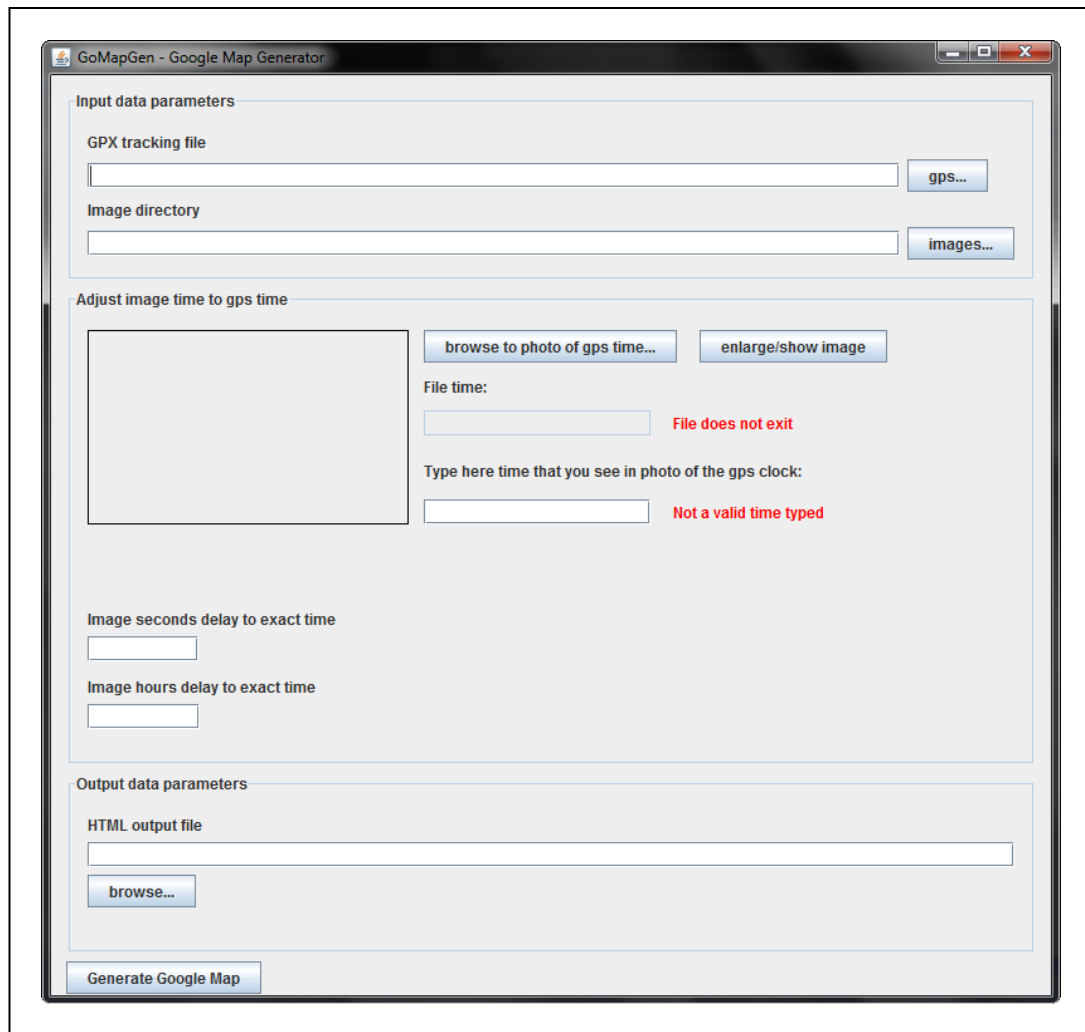 GoMapGen - Google Map Generator
Input data parameters
GPX tracking file
gps...
Image directory
images...
Adjust image time to gps time
browse to photo of gps time... enlarge/show image
File time:
File does not exit
Type here time that you see in photo of the gps clock:
Not a valid time typed
Image seconds delay to exact time
Image hours delay to exact time
Output data parameters
HTML output file
browse...
Generate Google Map